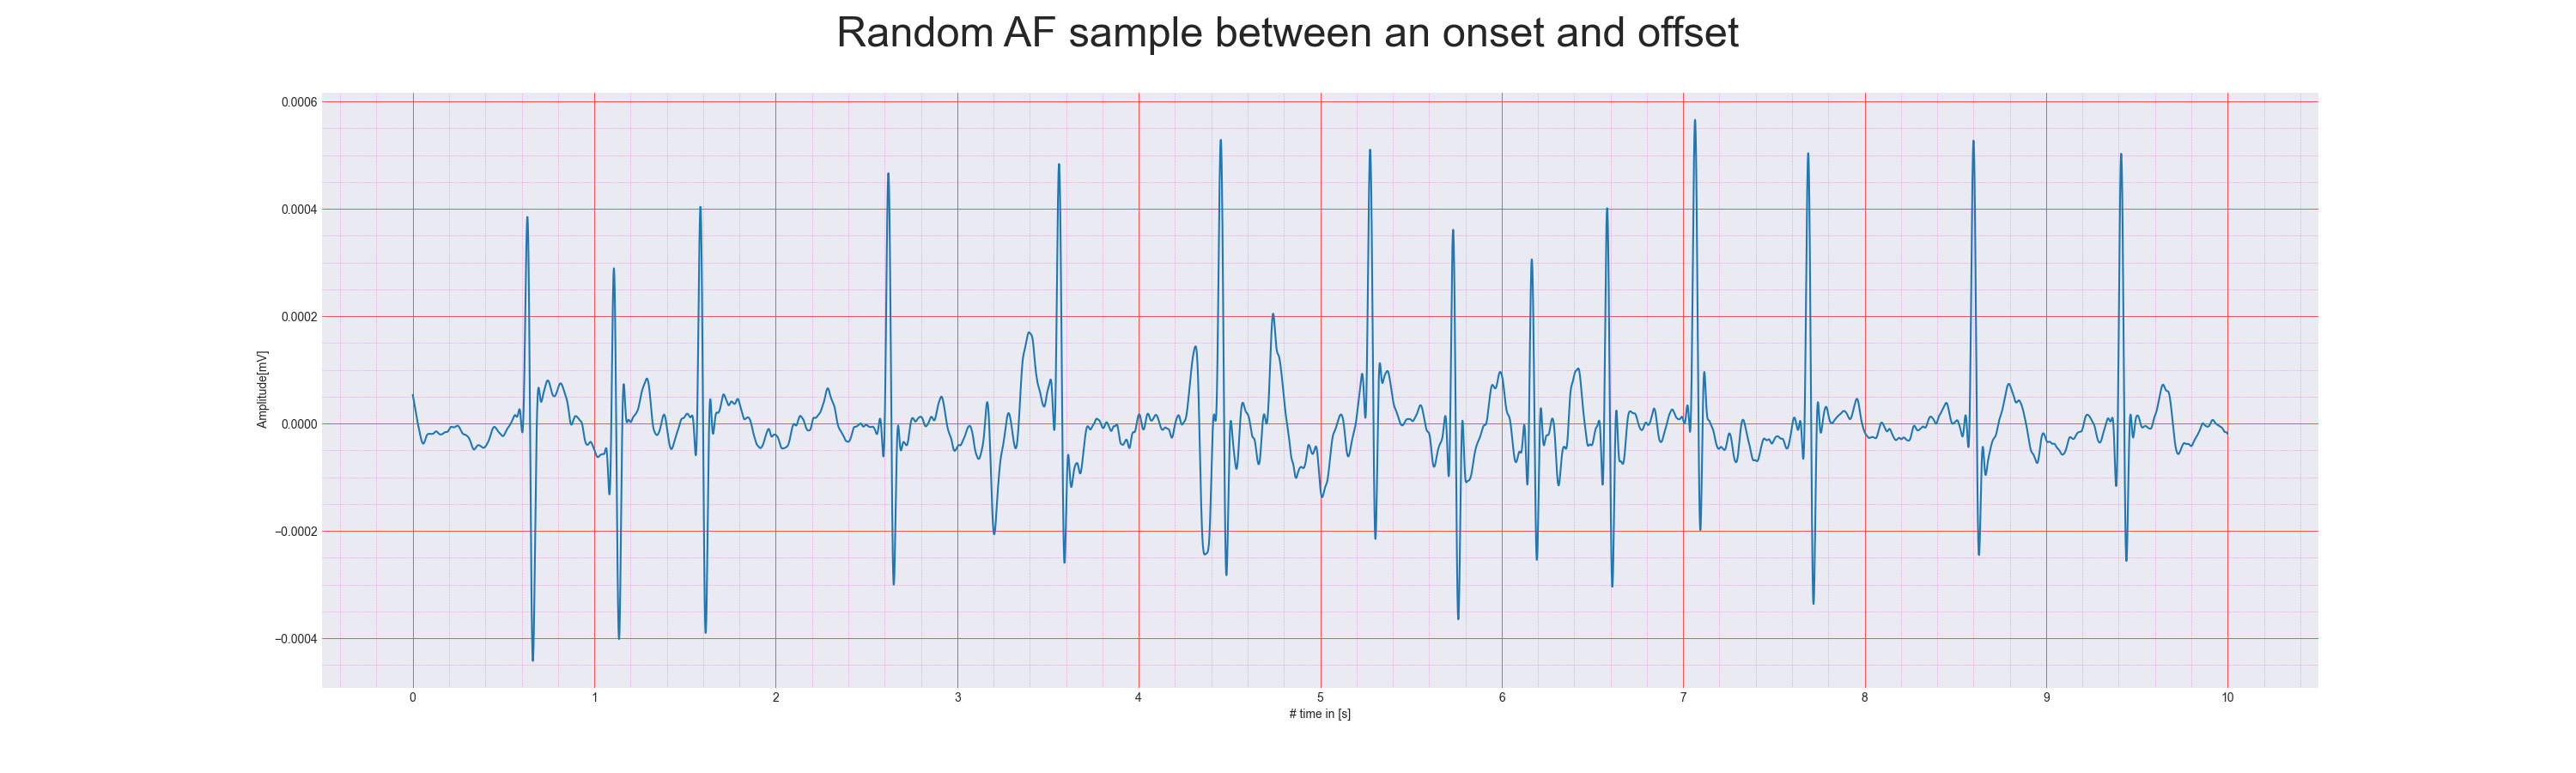 Random AF sample between an onset and offset
0.0006
0.0004
0.0002
0.0000
−0.0002
−0.0004
Amplitude[mV]
0 1 2 3 4 5 6 7 8 9 10
# time in [s]